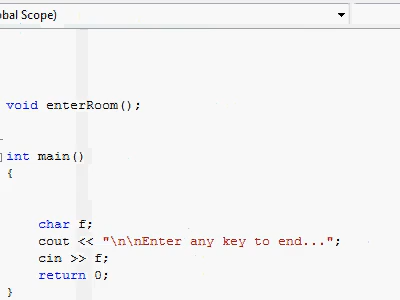 obal Scope)
void enterRoom();
int main()
{
char f;
cout << "\n\nEnter any key to end...";
cin >> f;
return 0;
}